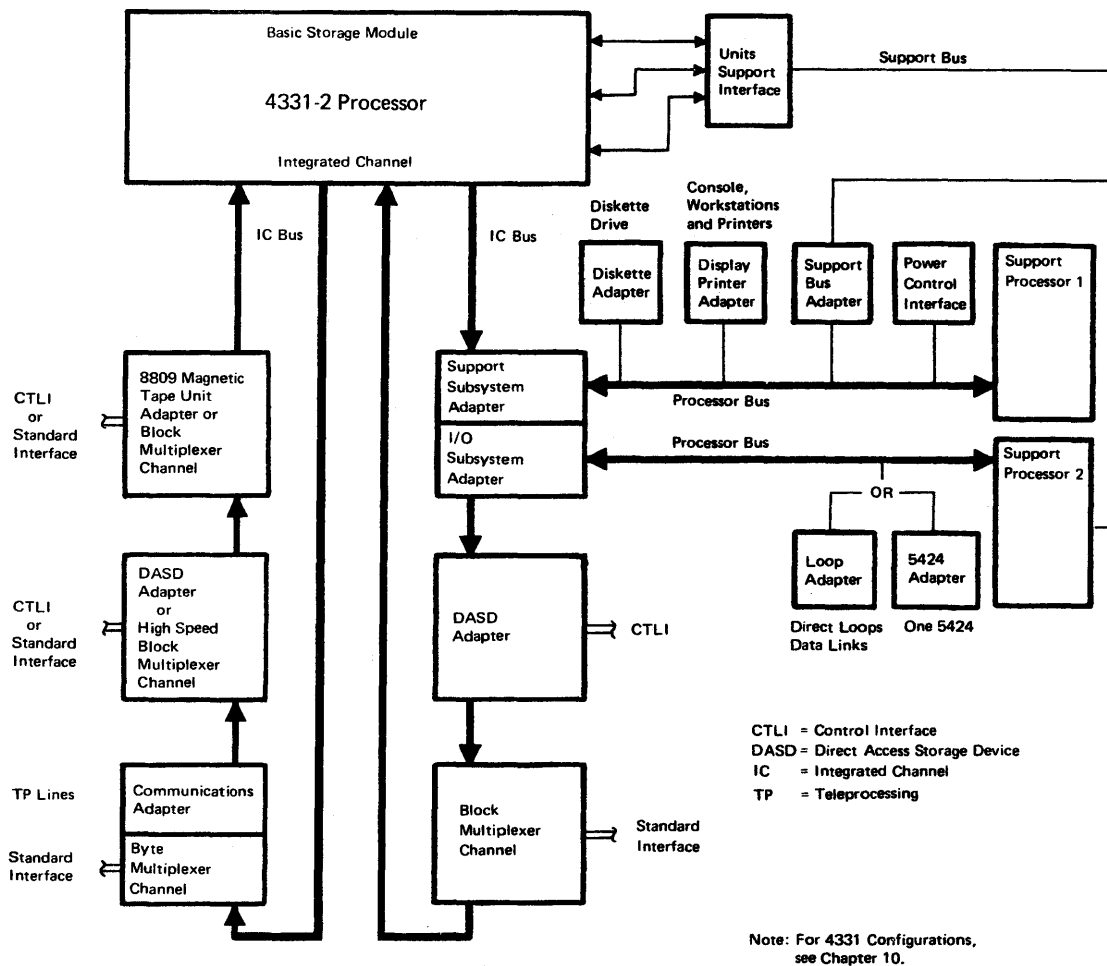 Basic Storage Module
4331-2 Processor
Integrated Channel
Units
Support
Interface
Support Bus
IC Bus
IC Bus
Diskette
Drive
Console,
Workstations
and Printers
Diskette
Adapter
Display
Printer
Adapter
Support
Bus
Adapter
Power
Control
Interface
Support
Processor 1
CTLI
or
Standard
Interface
8809 Magnetic
Tape Unit
Adapter or
Block
Multiplexer
Channel
Support
Subsystem
Adapter
I/O
Subsystem
Adapter
Processor Bus
Processor Bus
Support
Processor 2
OR
Loop
Adapter
5424
Adapter
Direct Loops
Data Links
One 5424
CTLI
or
Standard
Interface
DASD
Adapter
or
High Speed
Block
Multiplexer
Channel
DASD
Adapter
CTLI
CTLI = Control Interface
DASD = Direct Access Storage Device
IC = Integrated Channel
TP = Teleprocessing
TP Lines
Communications
Adapter
Standard
Interface
Byte
Multiplexer
Channel
Block
Multiplexer
Channel
Standard
Interface
Note: For 4331 Configurations,
see Chapter 10.